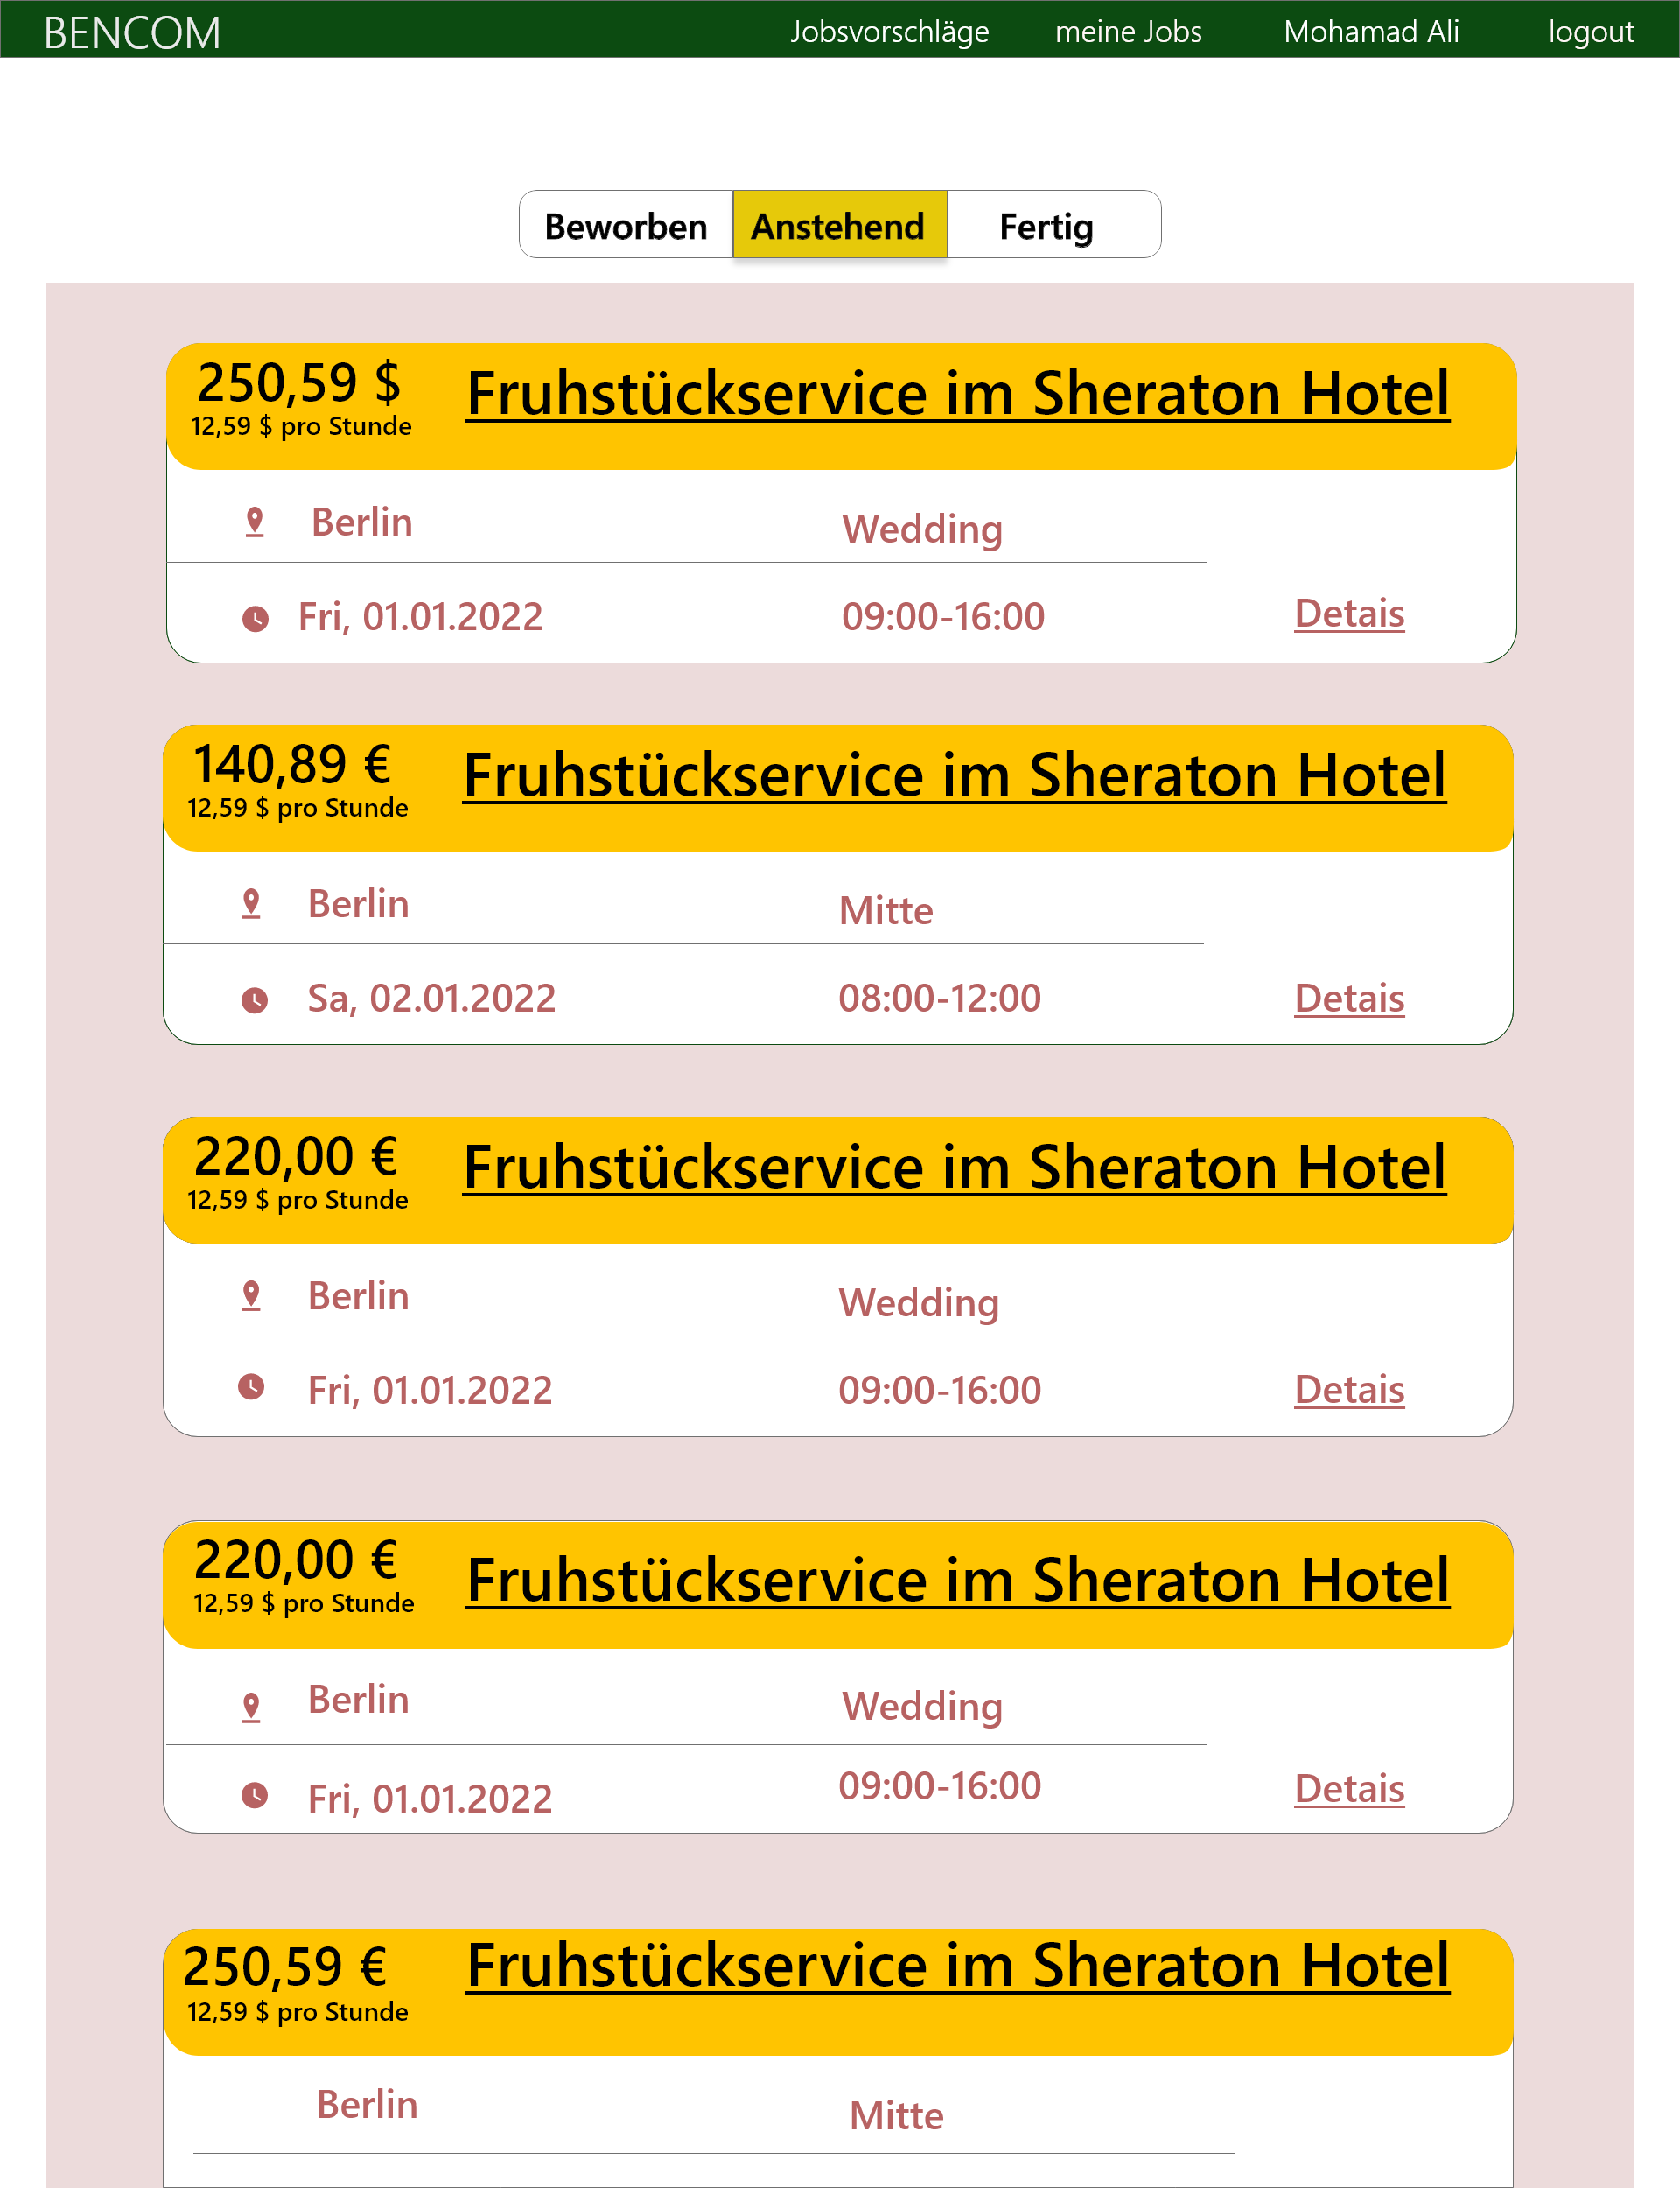 BENCOM Jobsvorschläge meine Jobs Mohamad Ali logout
Beworben Anstehend Fertig
250,59 $ Fruhstückservice im Sheraton Hotel
12,59 $ pro Stunde
Berlin Wedding
Fri, 01.01.2022 09:00-16:00 Detais
140,89 € Fruhstückservice im Sheraton Hotel
12,59 $ pro Stunde
Berlin Mitte
Sa, 02.01.2022 08:00-12:00 Detais
220,00 € Fruhstückservice im Sheraton Hotel
12,59 $ pro Stunde
Berlin Wedding
Fri, 01.01.2022 09:00-16:00 Detais
220,00 € Fruhstückservice im Sheraton Hotel
12,59 $ pro Stunde
Berlin Wedding
Fri, 01.01.2022 09:00-16:00 Detais
250,59 € Fruhstückservice im Sheraton Hotel
12,59 $ pro Stunde
Berlin Mitte